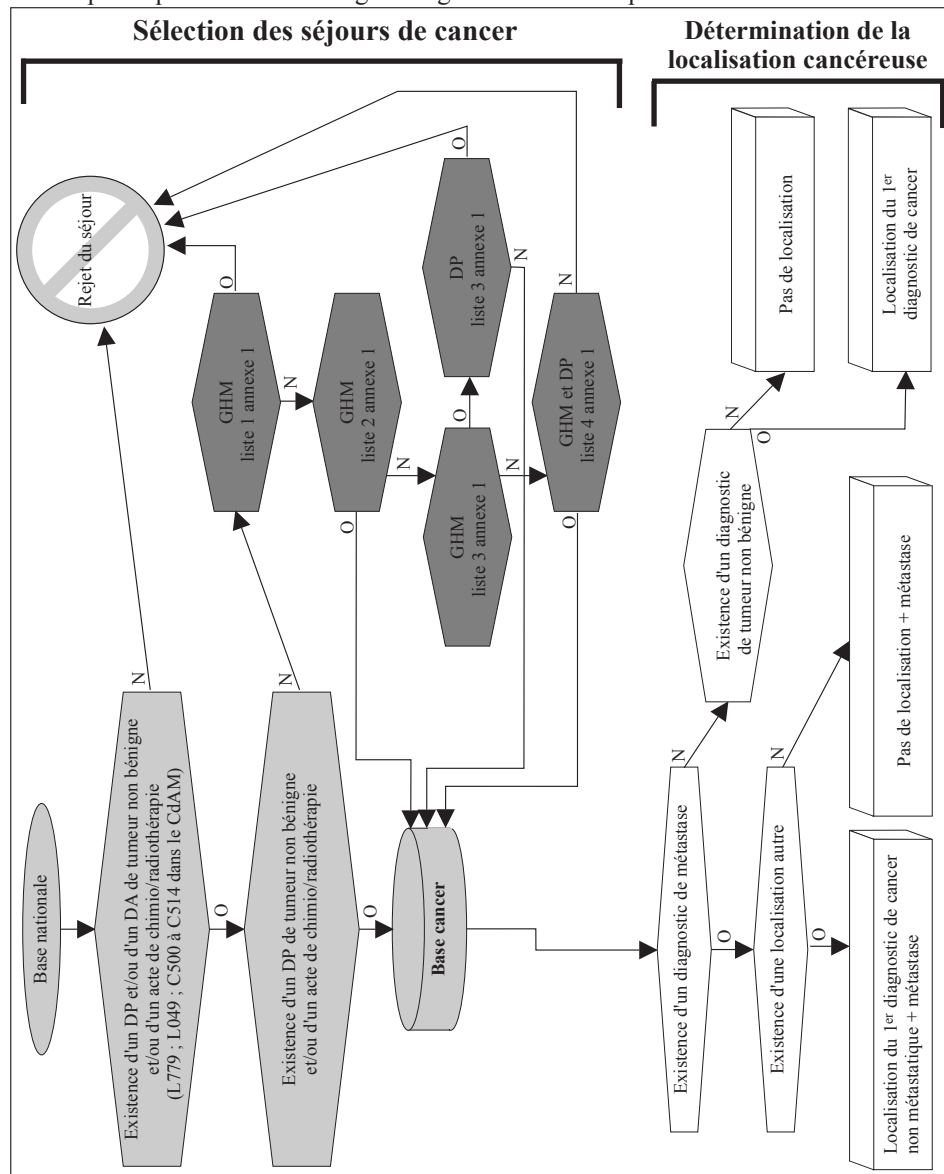 Sélection des séjours de cancer
Détermination de la
localisation cancéreuse
Base nationale
Existence d'un DP et/ou d'un DA de tumeur non bénigne
et/ou d'un acte de chimio/radiothérapie
(L779 ; L049 ; C500 à C514 dans le CdAM)
N
O
Rejet du séjour
Existence d'un DP de tumeur non bénigne
et/ou d'un acte de chimio/radiothérapie
N
O
GHM
liste 1 annexe 1
O
N
GHM
liste 2 annexe 1
O
N
GHM
liste 3 annexe 1
O
N
DP
liste 3 annexe 1
O
N
GHM et DP
liste 4 annexe 1
O
N
Base cancer
Existence d'un diagnostic de métastase
N
O
Existence d'une localisation autre
N
O
Existence d'un diagnostic
de tumeur non bénigne
N
O
Pas de localisation
Localisation du 1er
diagnostic de cancer
Pas de localisation + métastase
Localisation du 1er diagnostic de cancer
non métastatique + métastase